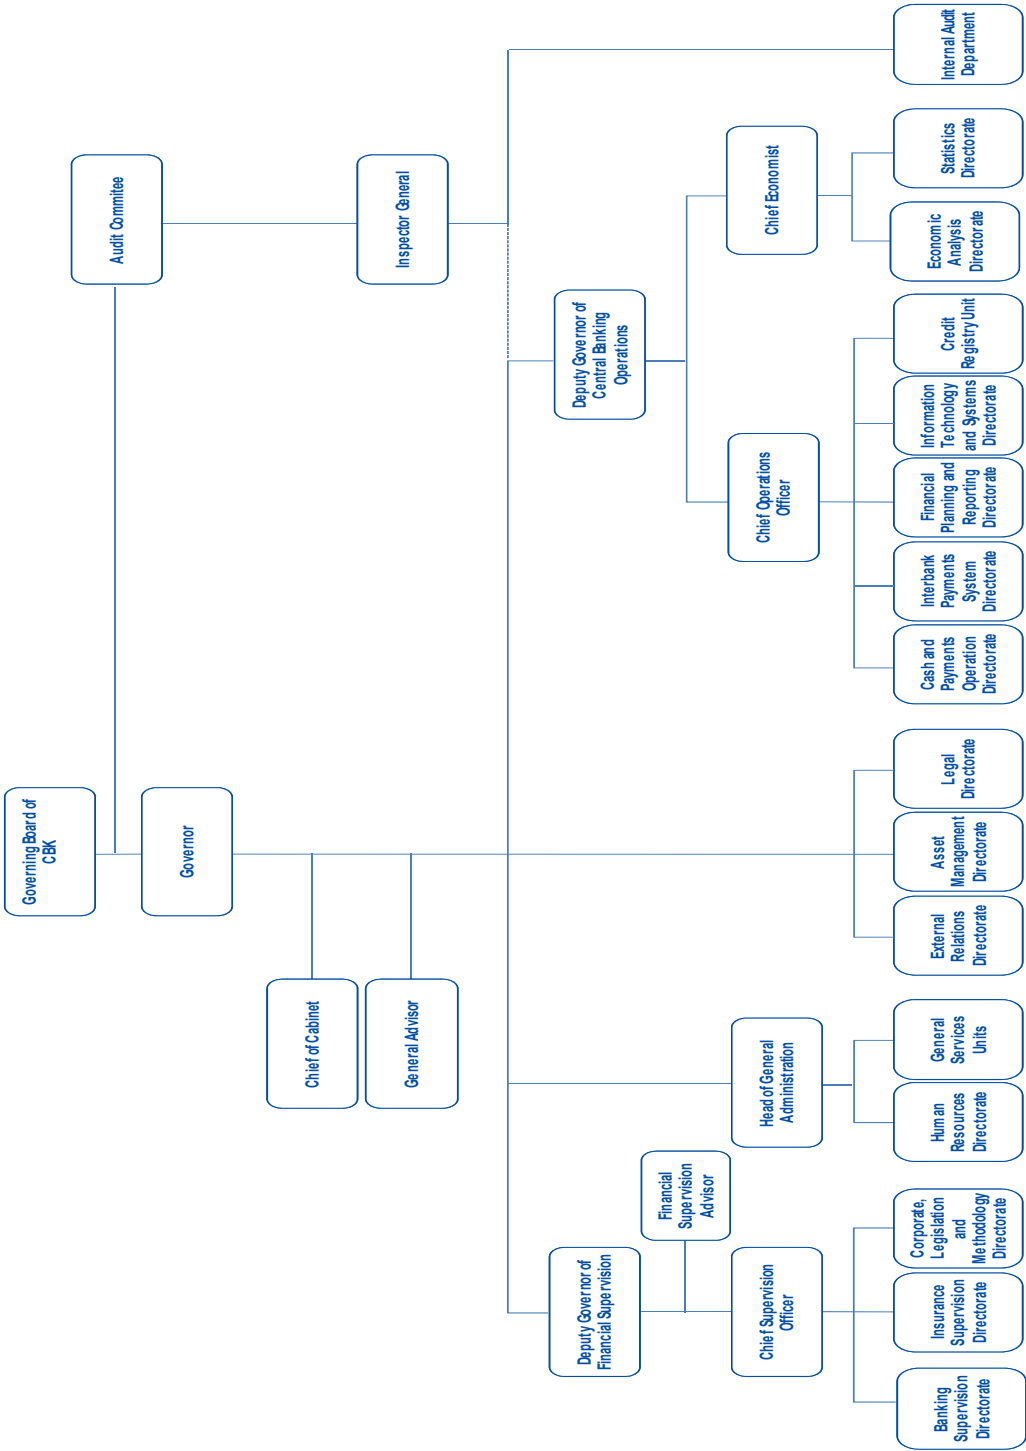 Governing Board of
CBK
Governor
Audit Commitee
Chief of Cabinet
General Advisor
Inspector General
Deputy Governor of
Financial Supervision
Deputy Governor of
Central Banking
Operations
Financial
Supervision
Advisor
Chief Supervision
Officer
Head of General
Administration
Chief Operations
Officer
Chief Economist
Banking
Supervision
Directorate
Insurance
Supervision
Directorate
Corporate,
Legislation
and
Methodology
Directorate
Human
Resources
Directorate
General
Services
Units
External
Relations
Directorate
Asset
Management
Directorate
Legal
Directorate
Cash and
Payments
Operation
Directorate
Interbank
Payments
System
Directorate
Financial
Planning and
Reporting
Directorate
Information
Technology
and Systems
Directorate
Credit
Registry Unit
Economic
Analysis
Directorate
Statistics
Directorate
Internal Audit
Department